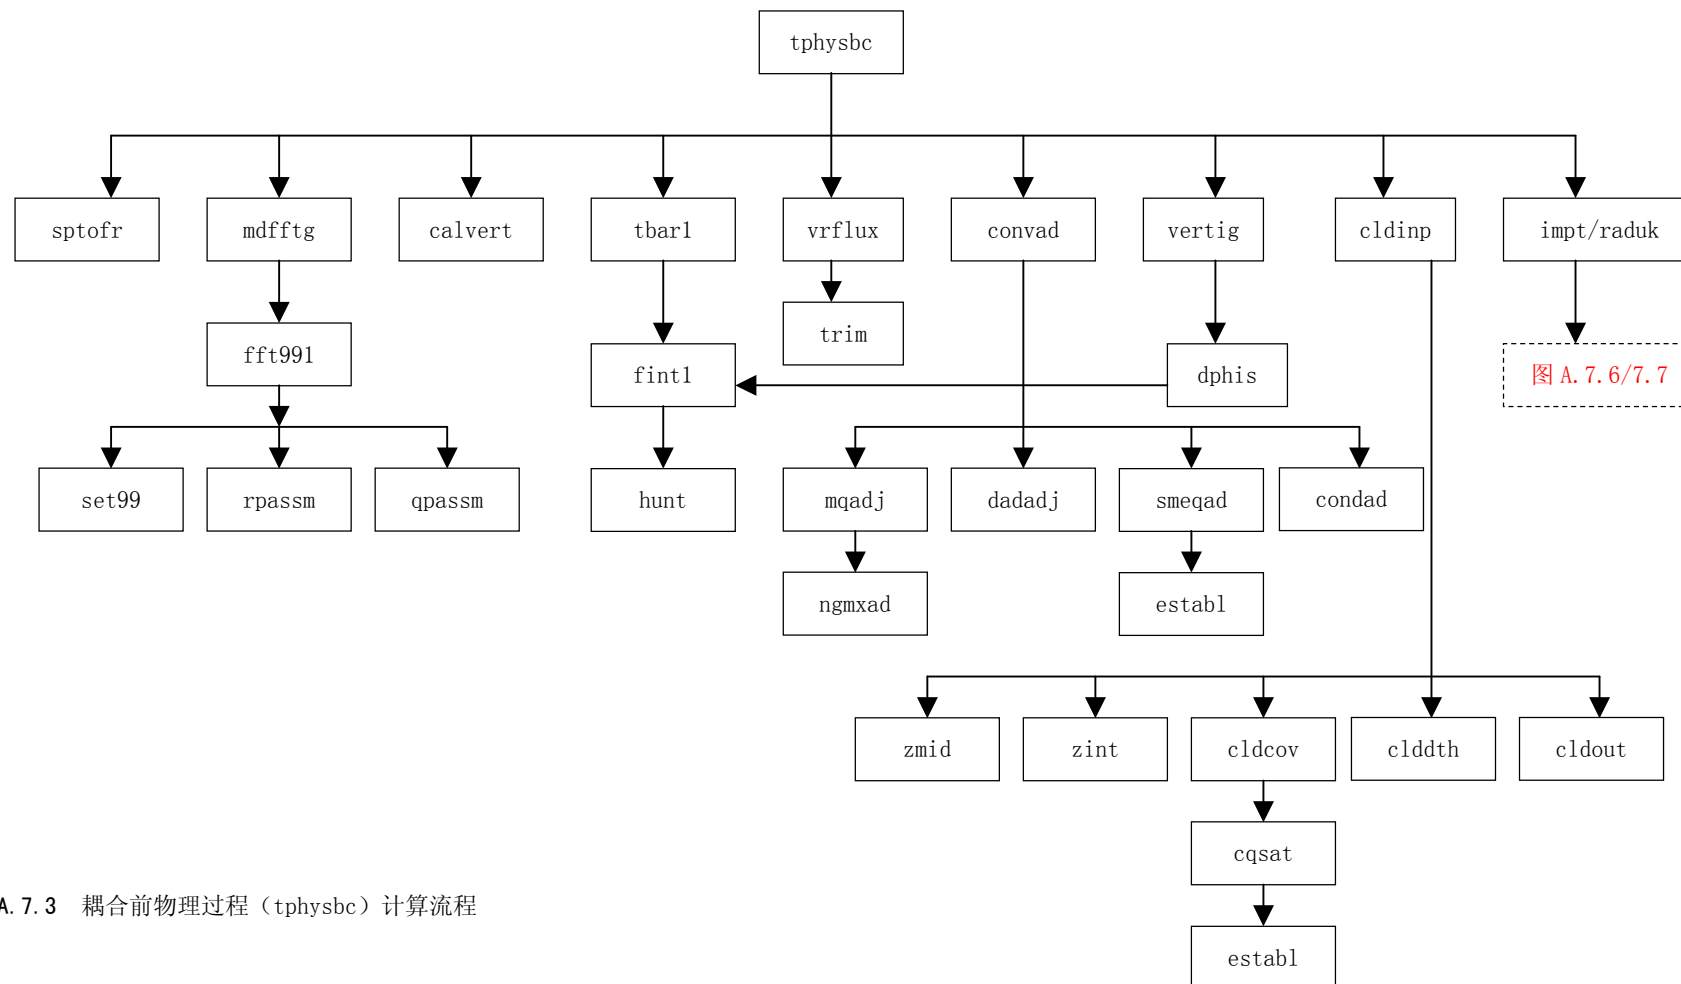 tphysbc
sptofr
mdfftg
calvert
tbar1
vrflux
convad
vertig
cldinp
impt/raduk
trim
fft991
fint1
dphis
图 A.7.6/7.7
set99
rpassm
qpassm
hunt
mqadj
dadadj
smeqad
condad
ngmxad
establ
zmid
zint
cldcov
clddth
cldout
cqsat
A.7.3 耦合前物理过程（tphysbc）计算流程
establ